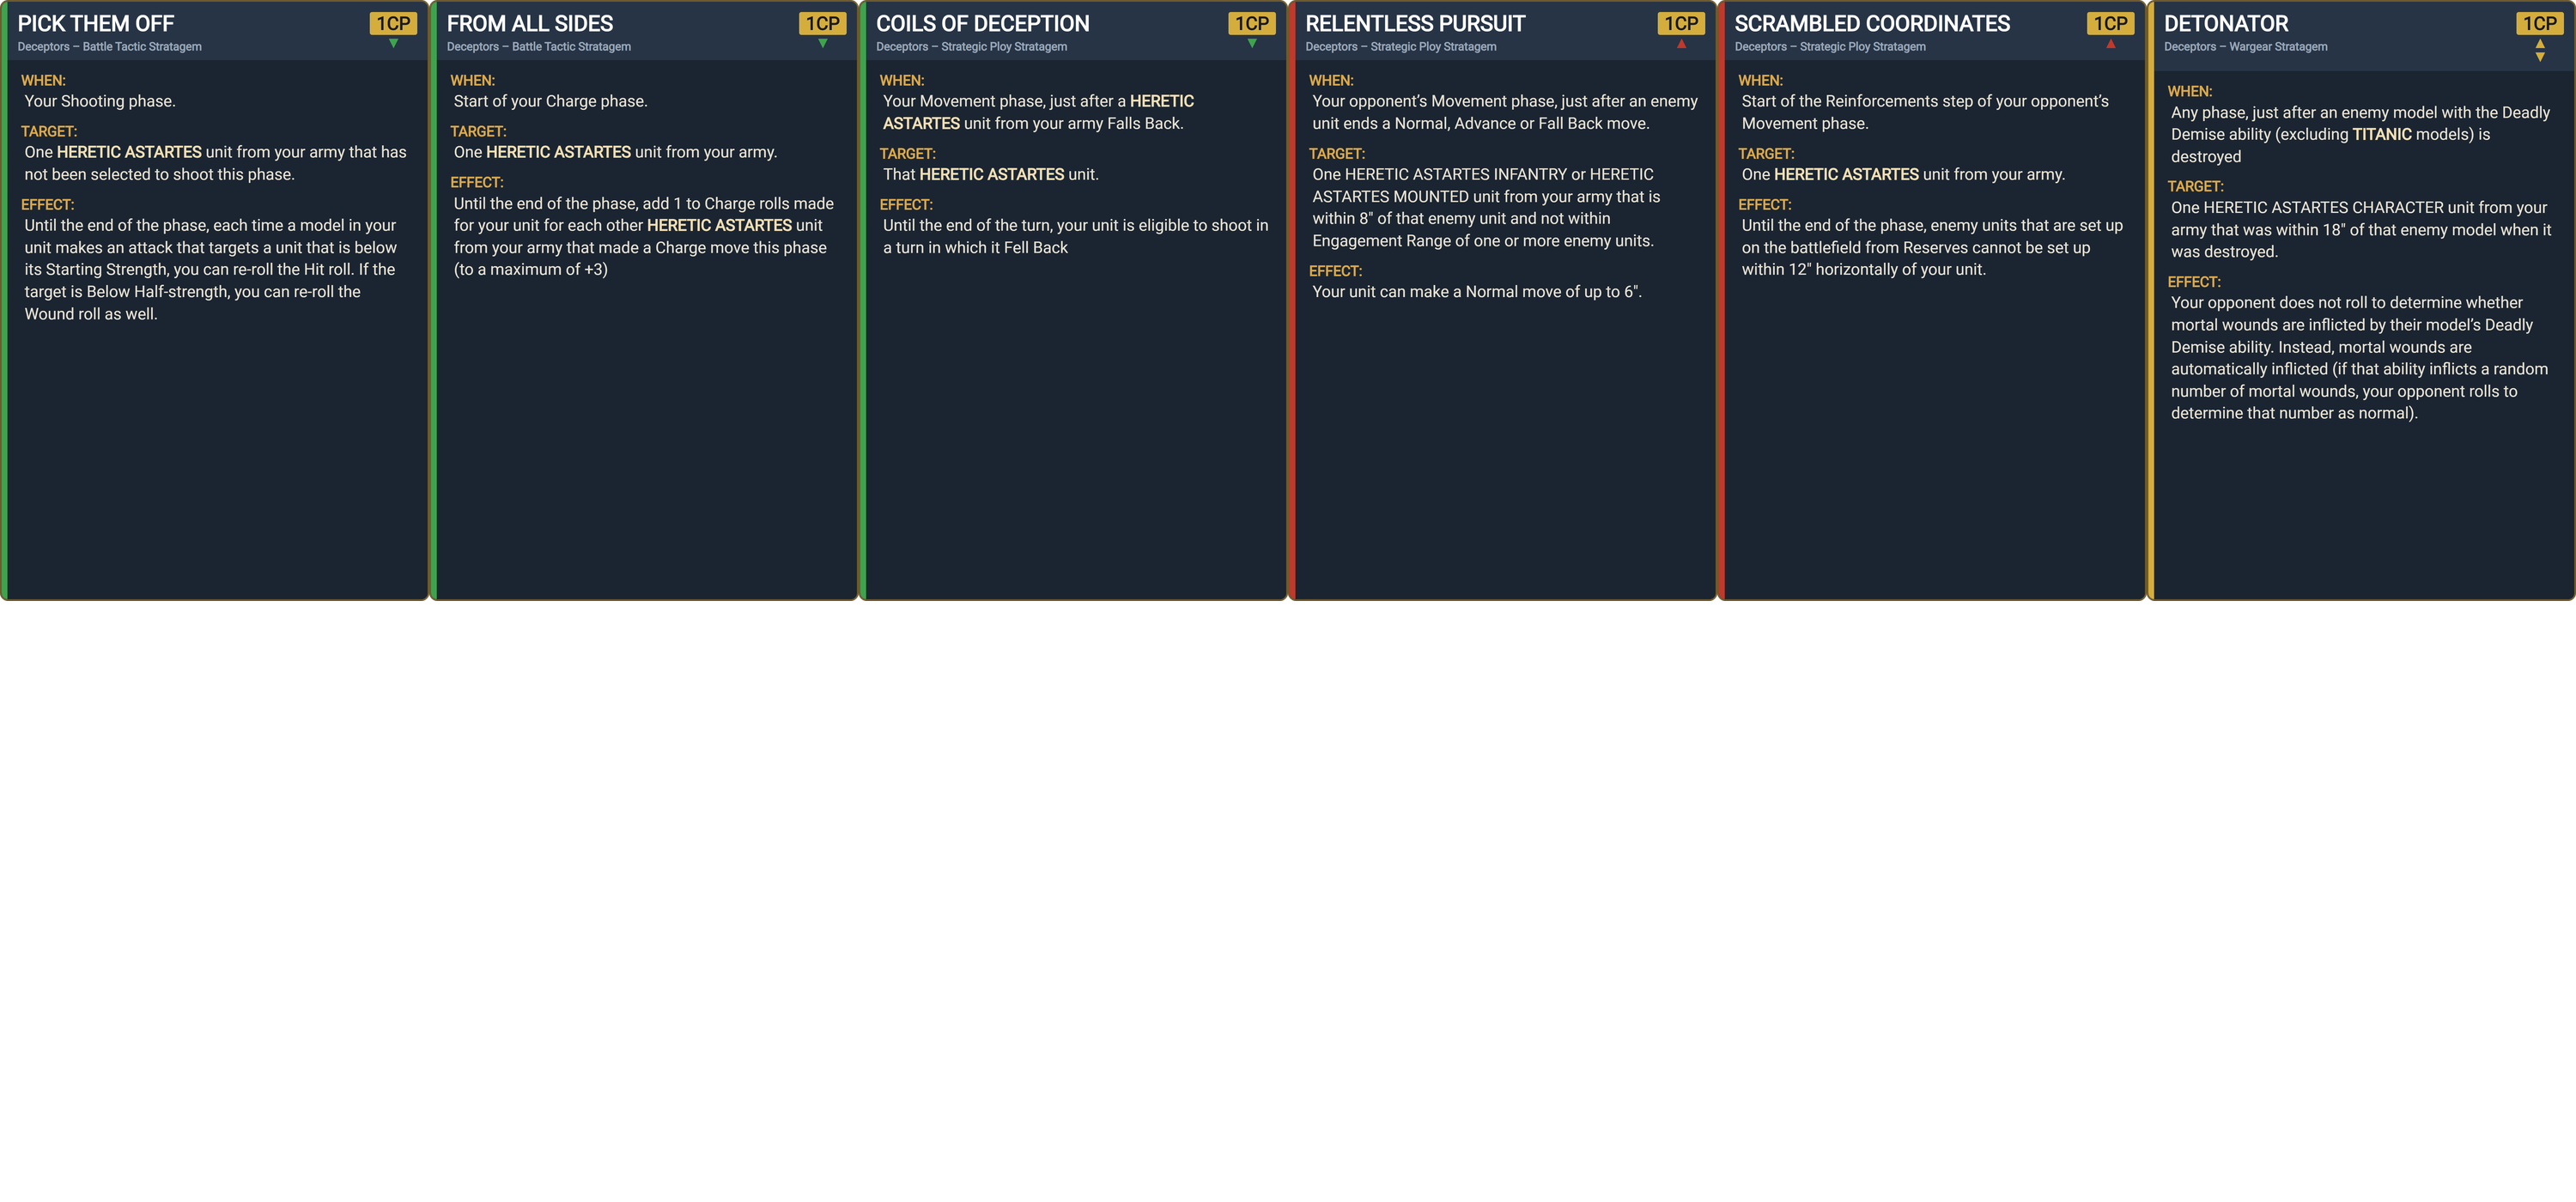 PICK THEM OFF
1CP
Deceptors – Battle Tactic Stratagem
WHEN:
Your Shooting phase.
TARGET:
One HERETIC ASTARTES unit from your army that has
not been selected to shoot this phase.
EFFECT:
Until the end of the phase, each time a model in your
unit makes an attack that targets a unit that is below
its Starting Strength, you can re-roll the Hit roll. If the
target is Below Half-strength, you can re-roll the
Wound roll as well.
FROM ALL SIDES
1CP
Deceptors – Battle Tactic Stratagem
WHEN:
Start of your Charge phase.
TARGET:
One HERETIC ASTARTES unit from your army.
EFFECT:
Until the end of the phase, add 1 to Charge rolls made
for your unit for each other HERETIC ASTARTES unit
from your army that made a Charge move this phase
(to a maximum of +3)
COILS OF DECEPTION
1CP
Deceptors – Strategic Ploy Stratagem
WHEN:
Your Movement phase, just after a HERETIC
ASTARTES unit from your army Falls Back.
TARGET:
That HERETIC ASTARTES unit.
EFFECT:
Until the end of the turn, your unit is eligible to shoot in
a turn in which it Fell Back
RELENTLESS PURSUIT
1CP
Deceptors – Strategic Ploy Stratagem
WHEN:
Your opponent’s Movement phase, just after an enemy
unit ends a Normal, Advance or Fall Back move.
TARGET:
One HERETIC ASTARTES INFANTRY or HERETIC
ASTARTES MOUNTED unit from your army that is
within 8" of that enemy unit and not within
Engagement Range of one or more enemy units.
EFFECT:
Your unit can make a Normal move of up to 6".
SCRAMBLED COORDINATES
1CP
Deceptors – Strategic Ploy Stratagem
WHEN:
Start of the Reinforcements step of your opponent’s
Movement phase.
TARGET:
One HERETIC ASTARTES unit from your army.
EFFECT:
Until the end of the phase, enemy units that are set up
on the battlefield from Reserves cannot be set up
within 12" horizontally of your unit.
DETONATOR
1CP
Deceptors – Wargear Stratagem
WHEN:
Any phase, just after an enemy model with the Deadly
Demise ability (excluding TITANIC models) is
destroyed
TARGET:
One HERETIC ASTARTES CHARACTER unit from your
army that was within 18" of that enemy model when it
was destroyed.
EFFECT:
Your opponent does not roll to determine whether
mortal wounds are inflicted by their model’s Deadly
Demise ability. Instead, mortal wounds are
automatically inflicted (if that ability inflicts a random
number of mortal wounds, your opponent rolls to
determine that number as normal).